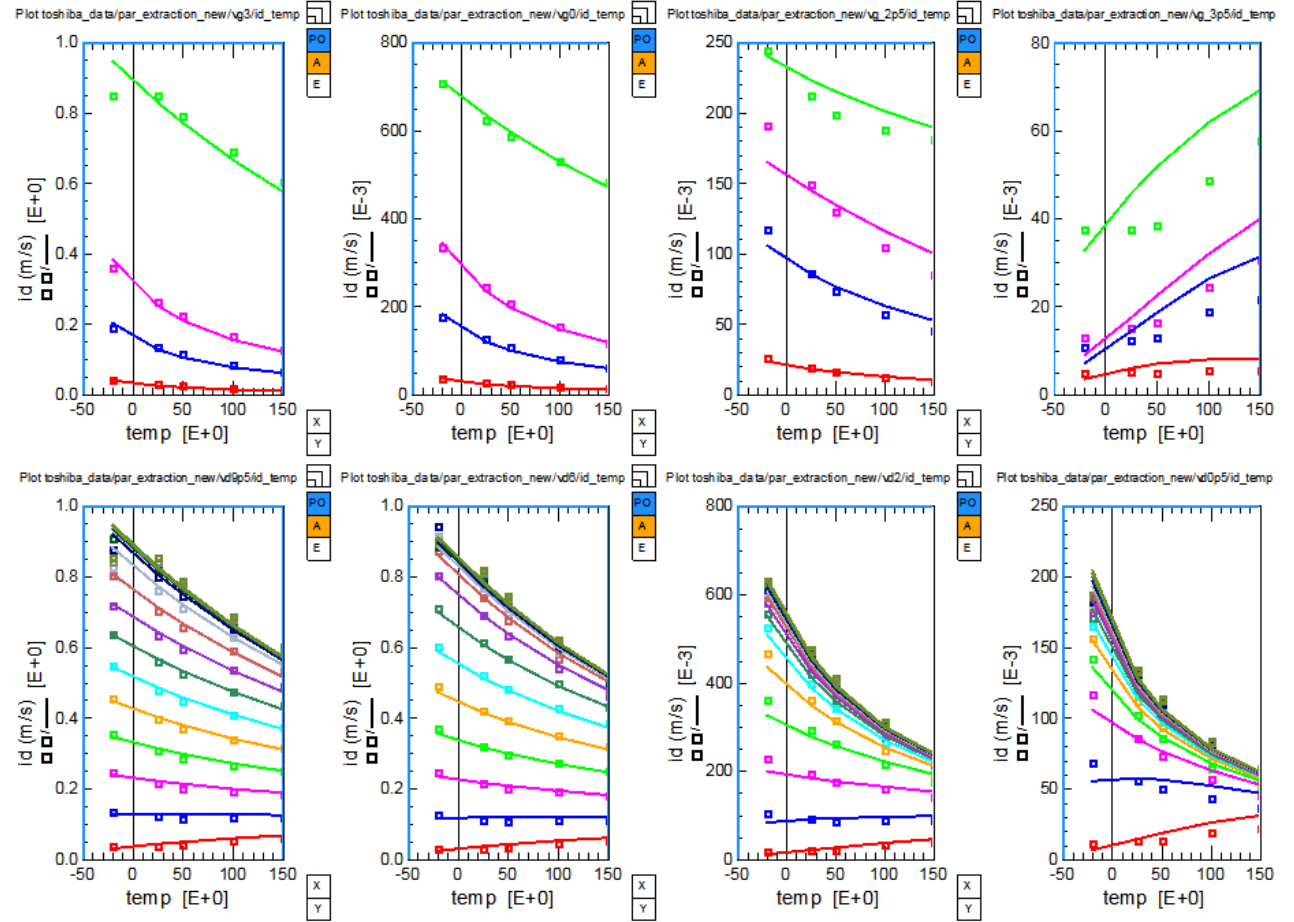 Plot toshiba_data/par_extraction_new/vg3/id_temp
PO
A
E
X
Y
1.0
0.8
0.6
0.4
0.2
0.0
-50 0 50 100 150
id (m/s) [E+0]
temp [E+0]
Plot toshiba_data/par_extraction_new/vg0/id_temp
PO
A
E
X
Y
800
600
400
200
0
-50 0 50 100 150
id (m/s) [E-3]
temp [E+0]
Plot toshiba_data/par_extraction_new/vg_2p5/id_temp
PO
A
E
X
Y
250
200
150
100
50
0
-50 0 50 100 150
id (m/s) [E-3]
temp [E+0]
Plot toshiba_data/par_extraction_new/vg_3p5/id_temp
80
60
40
20
0
-50 0 50 100 150
id (m/s) [E-3]
temp [E+0]
Plot toshiba_data/par_extraction_new/vd9p5/id_temp
PO
A
E
X
Y
1.0
0.8
0.6
0.4
0.2
0.0
-50 0 50 100 150
id (m/s) [E+0]
temp [E+0]
Plot toshiba_data/par_extraction_new/vd6/id_temp
PO
A
E
X
Y
1.0
0.8
0.6
0.4
0.2
0.0
-50 0 50 100 150
id (m/s) [E+0]
temp [E+0]
Plot toshiba_data/par_extraction_new/vd2/id_temp
PO
A
E
X
Y
800
600
400
200
0
-50 0 50 100 150
id (m/s) [E-3]
temp [E+0]
Plot toshiba_data/par_extraction_new/vd0p5/id_temp
250
200
150
100
50
0
-50 0 50 100 150
id (m/s) [E-3]
temp [E+0]